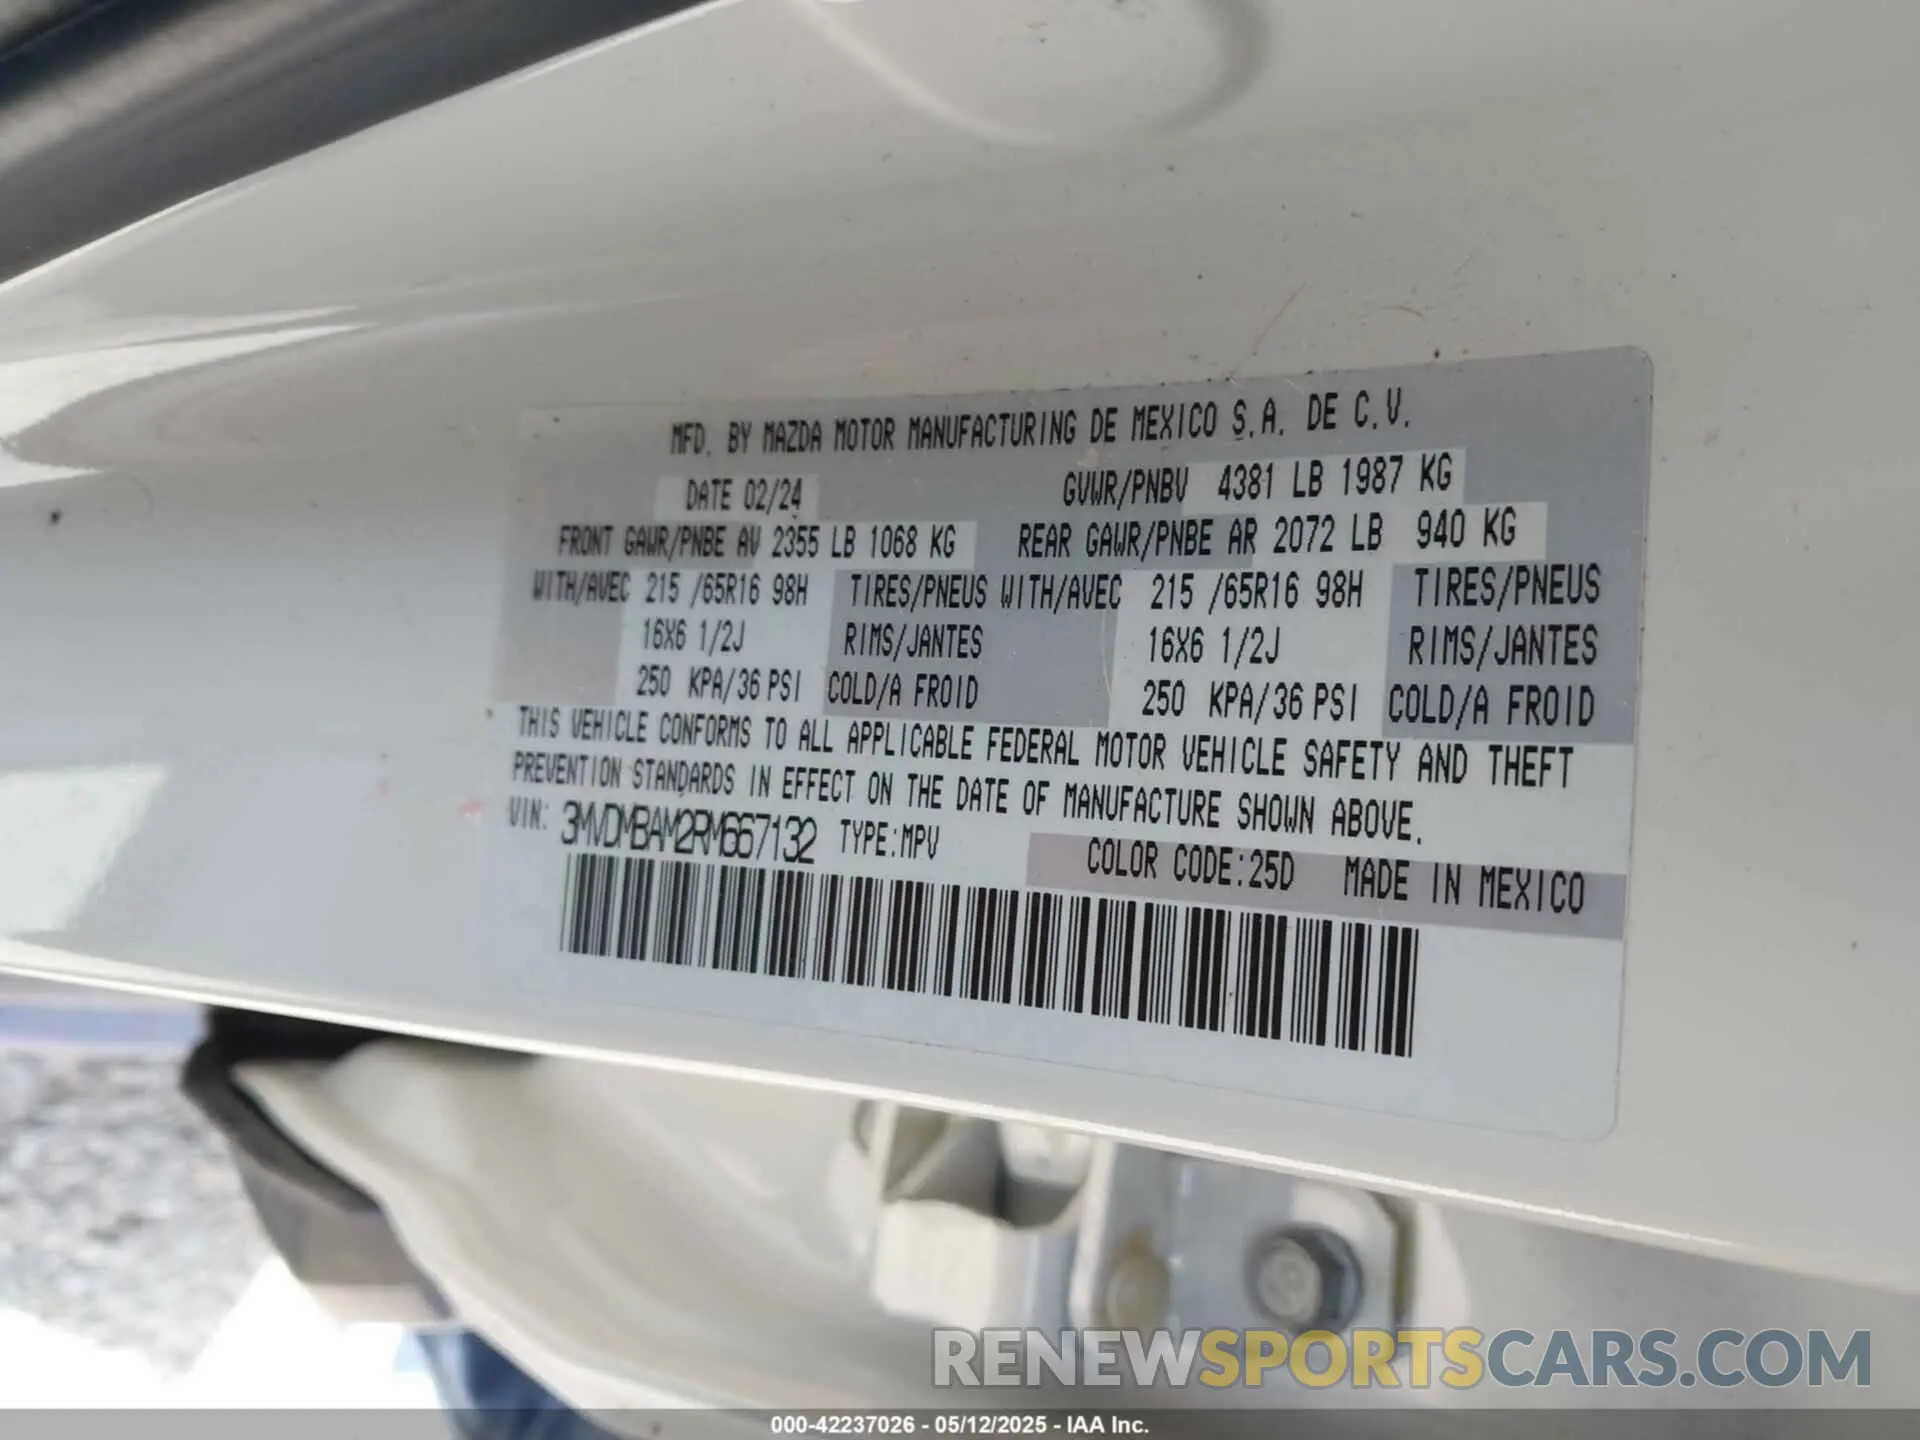 MFD. BY MAZDA MOTOR MANUFACTURING DE MEXICO S.A. DE C.V.
DATE 02/24 GVWR/PNBV 4381 LB 1987 KG
FRONT GAWR/PNBE AV 2355 LB 1068 KG REAR GAWR/PNBE AR 2072 LB 940 KG
WITH/AVEC 215 /65R16 98H TIRES/PNEUS WITH/AVEC 215 /65R16 98H TIRES/PNEUS
16X6 1/2J RIMS/JANTES 16X6 1/2J RIMS/JANTES
250 KPA/36 PSI COLD/A FROID 250 KPA/36 PSI COLD/A FROID
THIS VEHICLE CONFORMS TO ALL APPLICABLE FEDERAL MOTOR VEHICLE SAFETY AND THEFT
PREVENTION STANDARDS IN EFFECT ON THE DATE OF MANUFACTURE SHOWN ABOVE.
VIN: 3MVDMBAM2RM667132 TYPE:MPV
COLOR CODE:25D MADE IN MEXICO
RENEWSPORTSCARS.COM
000-42237026 - 05/12/2025 - IAA Inc.